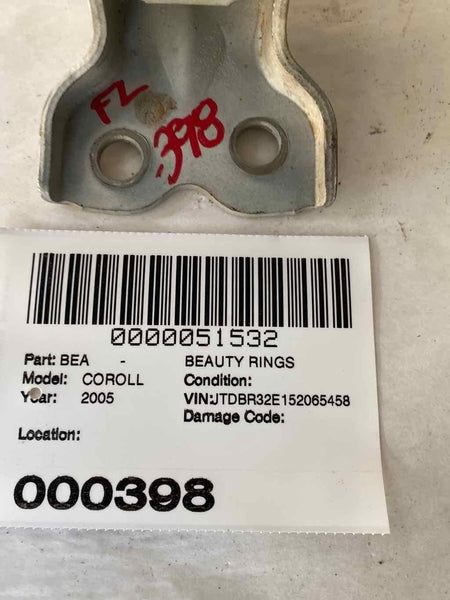 FL
398
0000051532
Part: BEA - BEAUTY RINGS
Model: COROLL Condition:
Year: 2005 VIN:JTDBR32E152065458
Damage Code:
Location:
000398